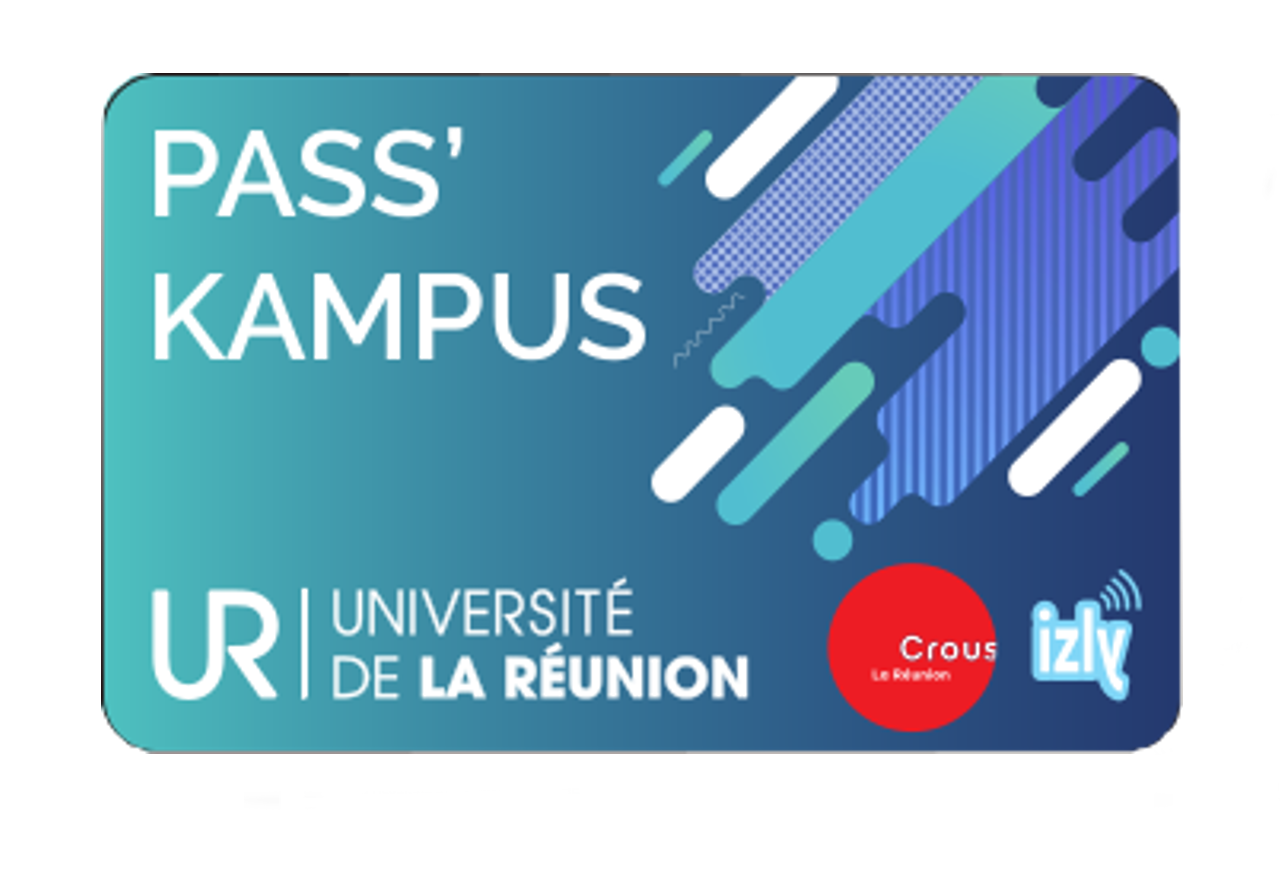 PASS’
KAMPUS
UR
UNIVERSITÉ
DE LA RÉUNION
Crous
La Réunion
izly